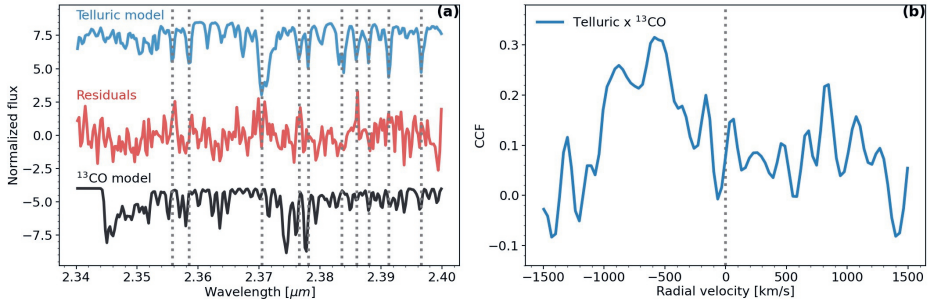 (a)
Telluric model
Residuals
¹³CO model
Normalized flux
7.5
5.0
2.5
0.0
−2.5
−5.0
−7.5
2.34 2.35 2.36 2.37 2.38 2.39 2.40
Wavelength [μm]
(b)
Telluric x ¹³CO
CCF
0.3
0.2
0.1
0.0
−0.1
−1500 −1000 −500 0 500 1000 1500
Radial velocity [km/s]